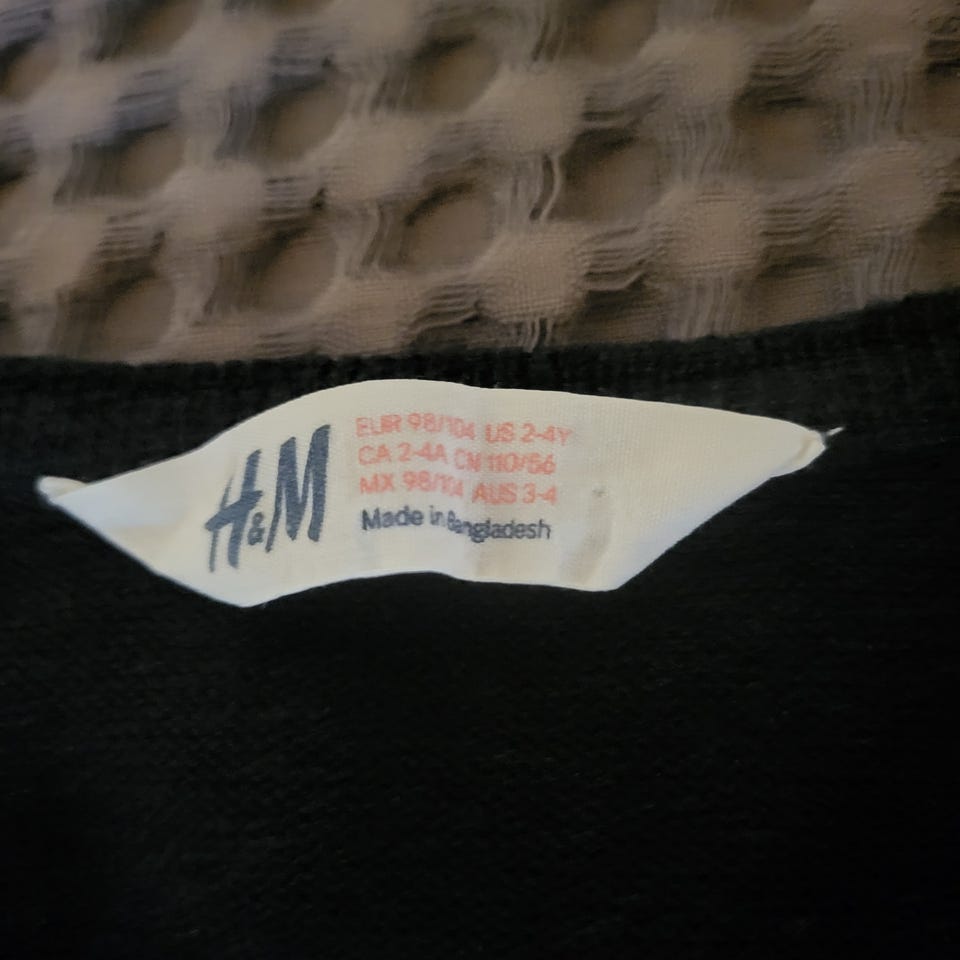 H&M
EUR 98/104 US 2-4Y
CA 2-4A CN 110/56
MX 98/104 AUS 3-4
Made in Bangladesh